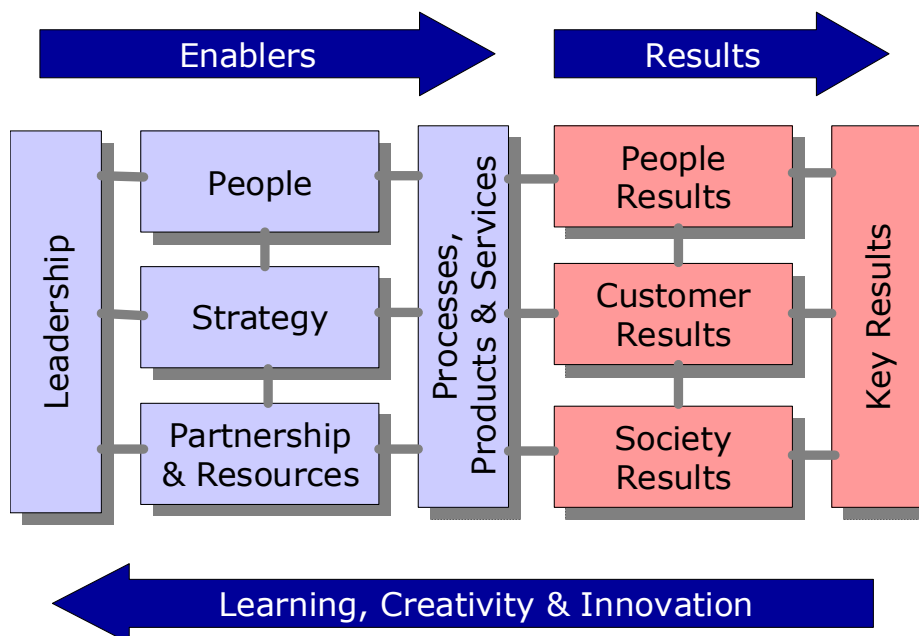 Enablers
Results
Leadership
People
Strategy
Partnership
& Resources
Processes,
Products & Services
People
Results
Customer
Results
Society
Results
Key Results
Learning, Creativity & Innovation